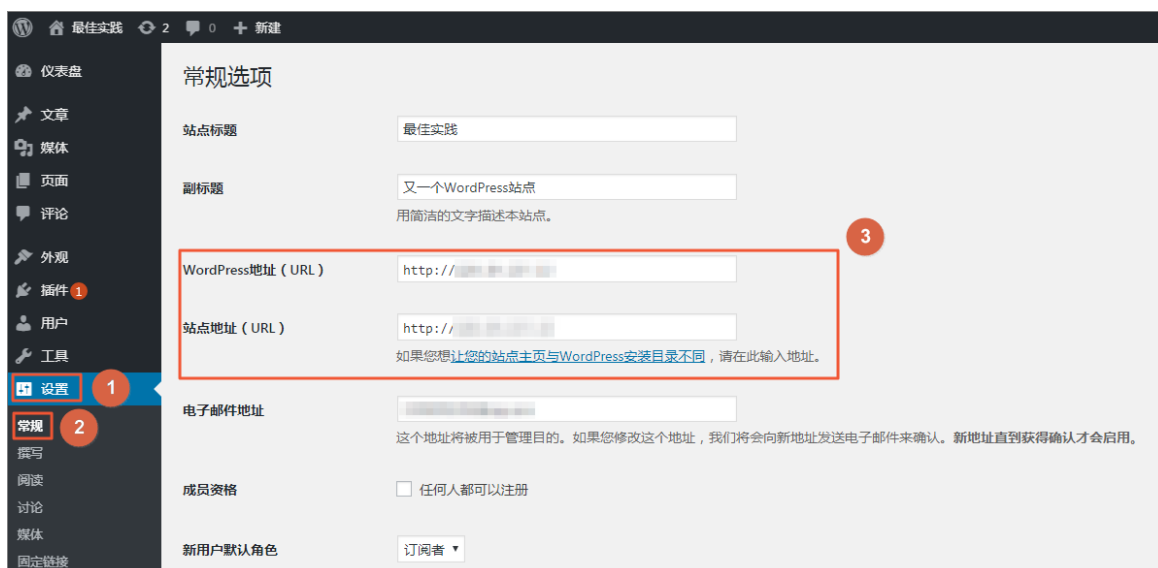 最佳实践 2 0 新建
仪表盘
文章
媒体
页面
评论
外观
插件 1
用户
工具
设置 1
常规 2
撰写
阅读
讨论
媒体
固定链接
常规选项
站点标题 最佳实践
副标题 又一个WordPress站点
用简洁的文字描述本站点。
3
WordPress地址（URL） http://
站点地址（URL） http://
如果您想让您的站点主页与WordPress安装目录不同，请在此输入地址。
电子邮件地址
这个地址将被用于管理目的。如果您修改这个地址，我们将会向新地址发送电子邮件来确认。新地址直到获得确认才会启用。
成员资格 任何人都可以注册
新用户默认角色 订阅者